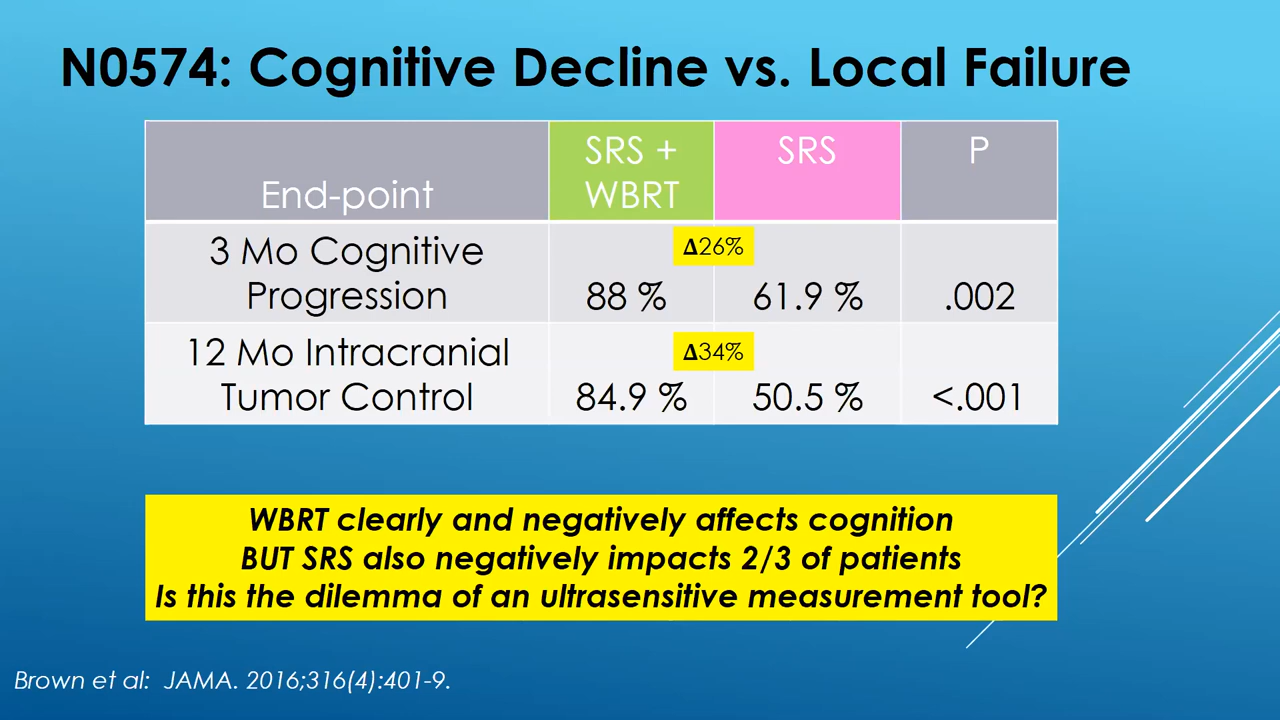 N0574: Cognitive Decline vs. Local Failure
End-point
SRS +
WBRT
SRS
P
3 Mo Cognitive
Progression
Δ26%
88 %
61.9 %
.002
12 Mo Intracranial
Tumor Control
Δ34%
84.9 %
50.5 %
<.001
WBRT clearly and negatively affects cognition
BUT SRS also negatively impacts 2/3 of patients
Is this the dilemma of an ultrasensitive measurement tool?
Brown et al:  JAMA. 2016;316(4):401-9.